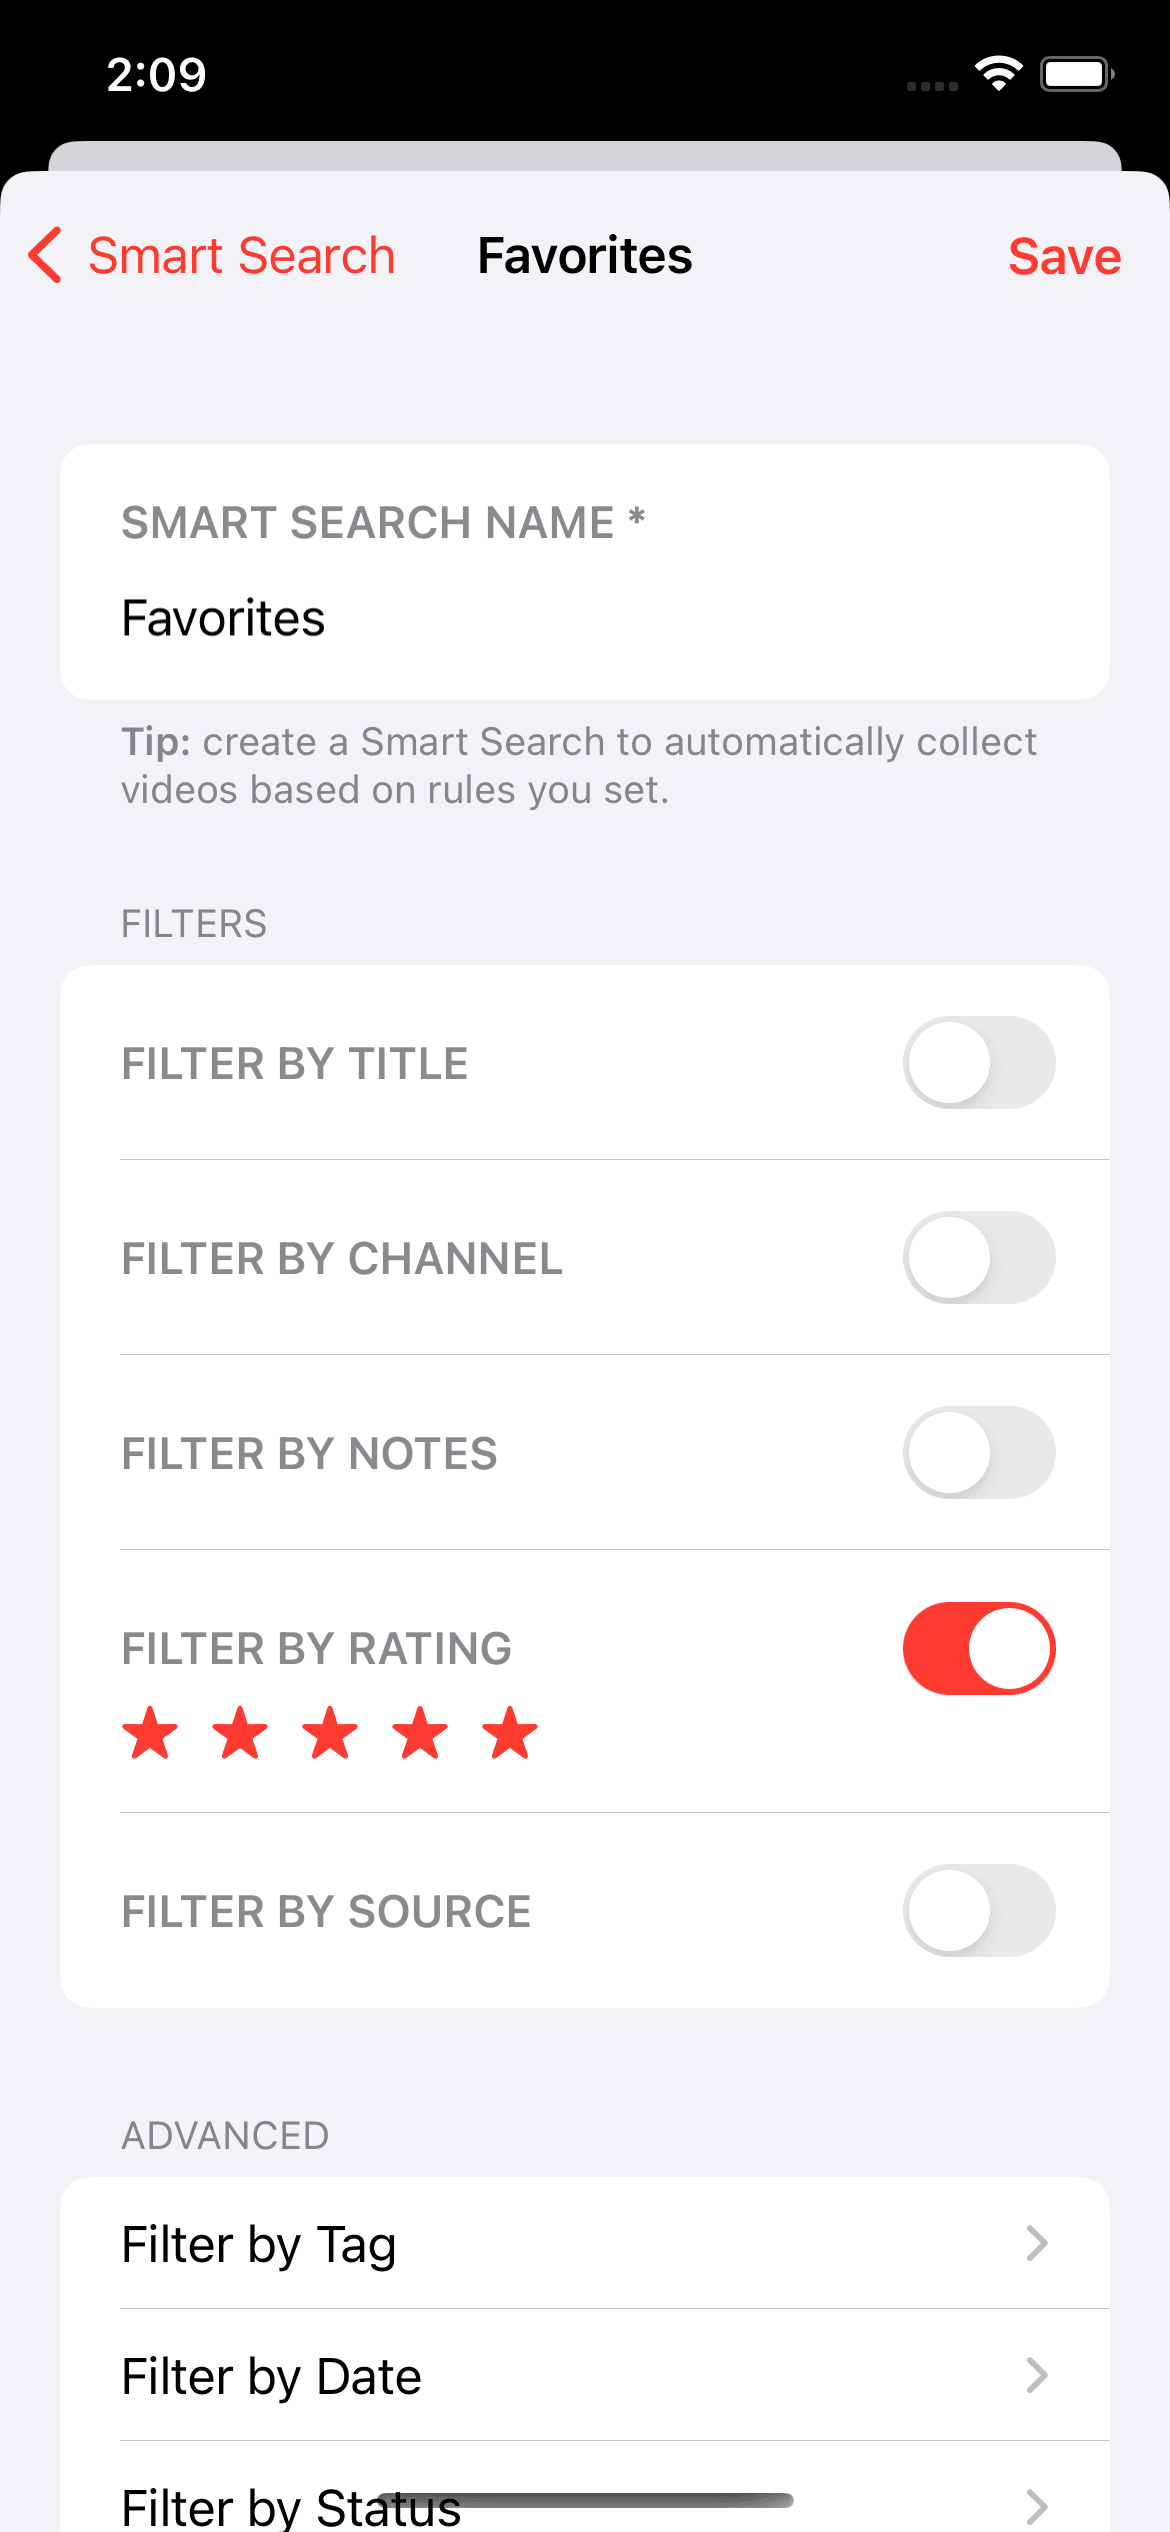 2:09
Smart Search
Favorites
Save
SMART SEARCH NAME *
Favorites
Tip: create a Smart Search to automatically collect
videos based on rules you set.
FILTERS
FILTER BY TITLE
FILTER BY CHANNEL
FILTER BY NOTES
FILTER BY RATING
FILTER BY SOURCE
ADVANCED
Filter by Tag
Filter by Date
Filter by Status